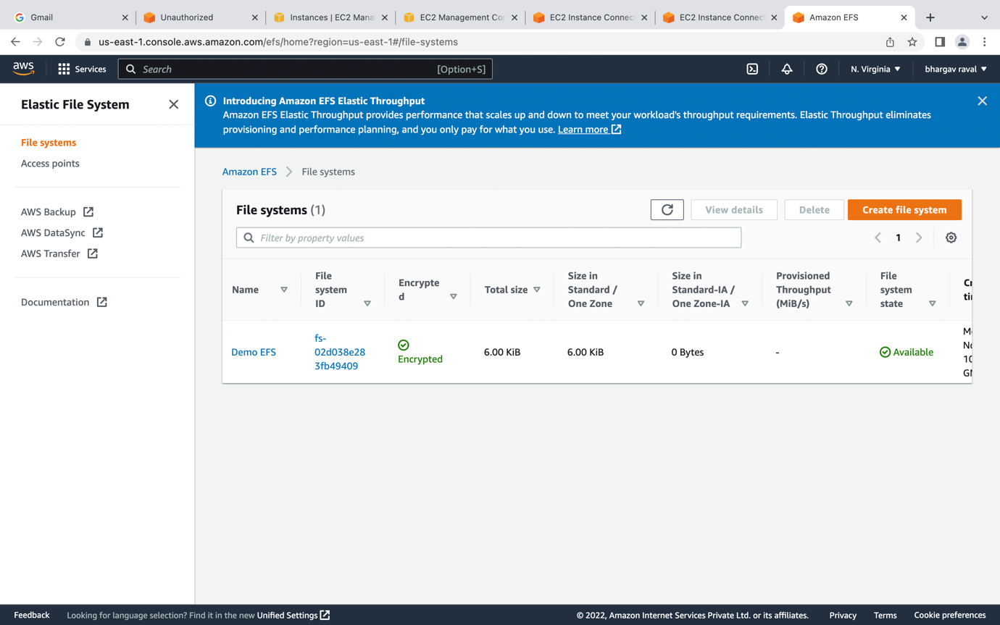 Gmail
Unauthorized
Instances | EC2 Mana
EC2 Management Con
EC2 Instance Connec
EC2 Instance Connec
Amazon EFS
us-east-1.console.aws.amazon.com/efs/home?region=us-east-1#/file-systems
aws
Services
Search
[Option+S]
N. Virginia
bhargav raval
Elastic File System
File systems
Access points
AWS Backup
AWS DataSync
AWS Transfer
Documentation
Introducing Amazon EFS Elastic Throughput
Amazon EFS Elastic Throughput provides performance that scales up and down to meet your workload's throughput requirements. Elastic Throughput eliminates
provisioning and performance planning, and you only pay for what you use. Learn more
Amazon EFS > File systems
File systems (1)
View details
Delete
Create file system
Filter by property values
1
Name
File
system
ID
Encrypte
d
Total size
Size in
Standard /
One Zone
Size in
Standard-IA /
One Zone-IA
Provisioned
Throughput
(MiB/s)
File
system
state
Demo EFS
fs-
02d038e28
3fb49409
Encrypted
6.00 KiB
6.00 KiB
0 Bytes
-
Available
Feedback
Looking for language selection? Find it in the new Unified Settings
© 2022, Amazon Internet Services Private Ltd. or its affiliates.
Privacy
Terms
Cookie preferences